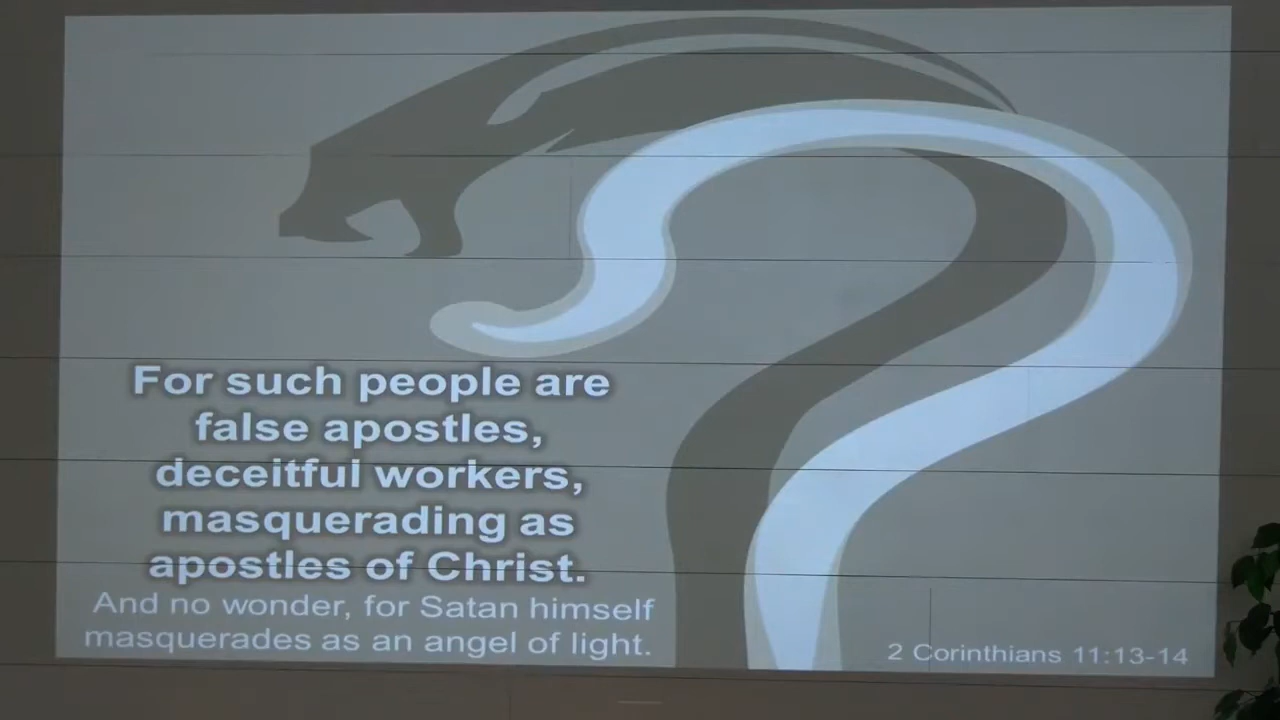 For such people are
false apostles,
deceitful workers,
masquerading as
apostles of Christ.
And no wonder, for Satan himself
masquerades as an angel of light.
2 Corinthians 11:13-14